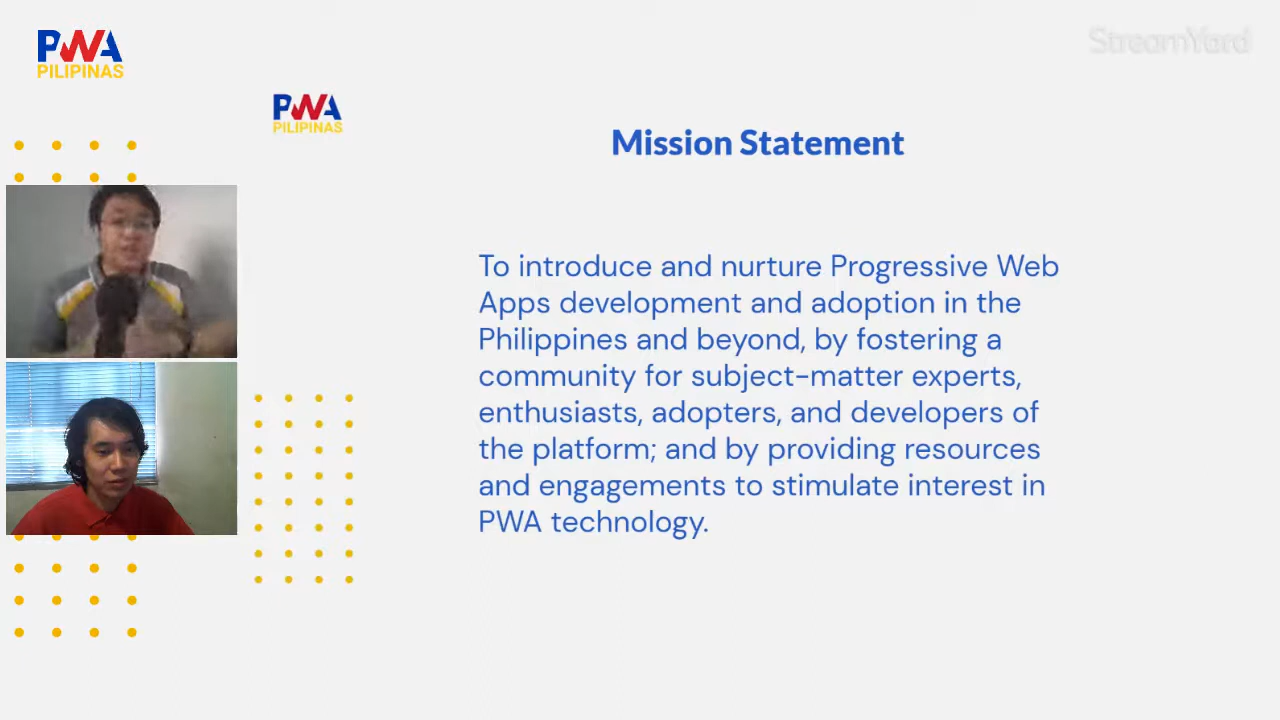 PWA
PILIPINAS
StreamYard
PWA
PILIPINAS
Mission Statement
To introduce and nurture Progressive Web
Apps development and adoption in the
Philippines and beyond, by fostering a
community for subject-matter experts,
enthusiasts, adopters, and developers of
the platform; and by providing resources
and engagements to stimulate interest in
PWA technology.